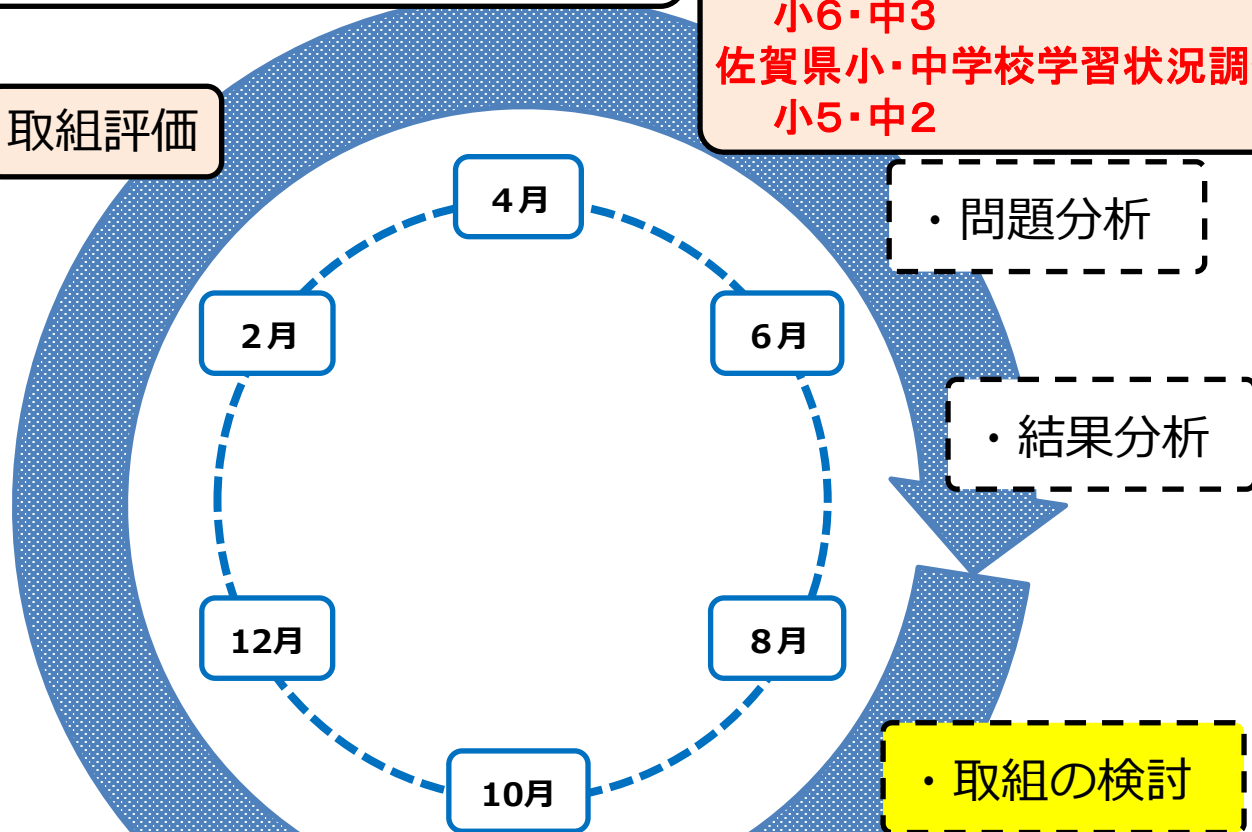 小6・中3
佐賀県小・中学校学習状況調
小5・中2
取組評価
・問題分析
4月
2月
6月
・結果分析
12月
8月
・取組の検討
10月